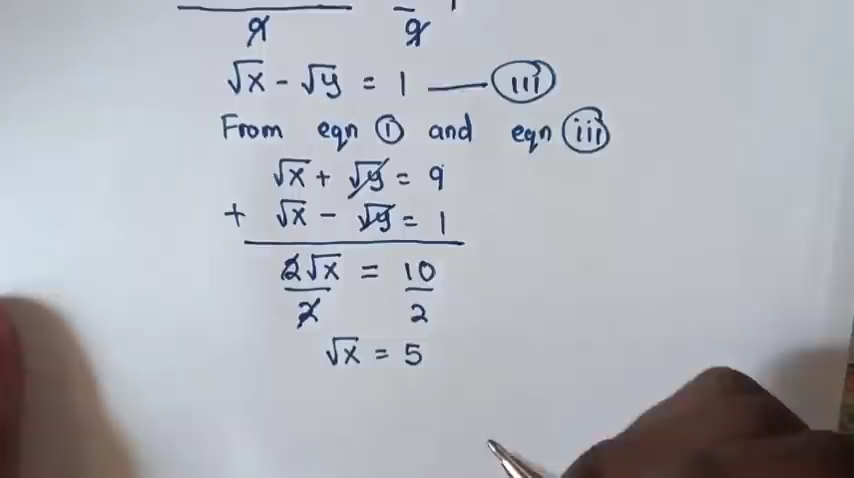 9 9
√x - √y = 1 —— (iii)
From eqn (i) and eqn (iii)
√x + √y = 9
+ √x - √y = 1
2√x = 10
2 2
√x = 5